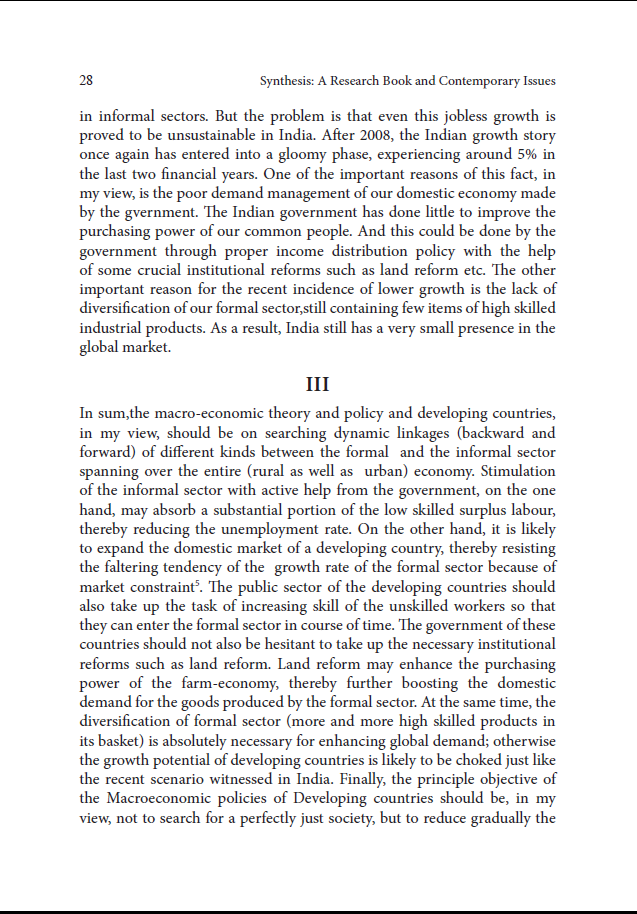 28 Synthesis: A Research Book and Contemporary Issues
in informal sectors. But the problem is that even this jobless growth is
proved to be unsustainable in India. After 2008, the Indian growth story
once again has entered into a gloomy phase, experiencing around 5% in
the last two financial years. One of the important reasons of this fact, in
my view, is the poor demand management of our domestic economy made
by the gvernment. The Indian government has done little to improve the
purchasing power of our common people. And this could be done by the
government through proper income distribution policy with the help
of some crucial institutional reforms such as land reform etc. The other
important reason for the recent incidence of lower growth is the lack of
diversification of our formal sector,still containing few items of high skilled
industrial products. As a result, India still has a very small presence in the
global market.
III
In sum,the macro-economic theory and policy and developing countries,
in my view, should be on searching dynamic linkages (backward and
forward) of different kinds between the formal and the informal sector
spanning over the entire (rural as well as urban) economy. Stimulation
of the informal sector with active help from the government, on the one
hand, may absorb a substantial portion of the low skilled surplus labour,
thereby reducing the unemployment rate. On the other hand, it is likely
to expand the domestic market of a developing country, thereby resisting
the faltering tendency of the growth rate of the formal sector because of
market constraint⁵. The public sector of the developing countries should
also take up the task of increasing skill of the unskilled workers so that
they can enter the formal sector in course of time. The government of these
countries should not also be hesitant to take up the necessary institutional
reforms such as land reform. Land reform may enhance the purchasing
power of the farm-economy, thereby further boosting the domestic
demand for the goods produced by the formal sector. At the same time, the
diversification of formal sector (more and more high skilled products in
its basket) is absolutely necessary for enhancing global demand; otherwise
the growth potential of developing countries is likely to be choked just like
the recent scenario witnessed in India. Finally, the principle objective of
the Macroeconomic policies of Developing countries should be, in my
view, not to search for a perfectly just society, but to reduce gradually the